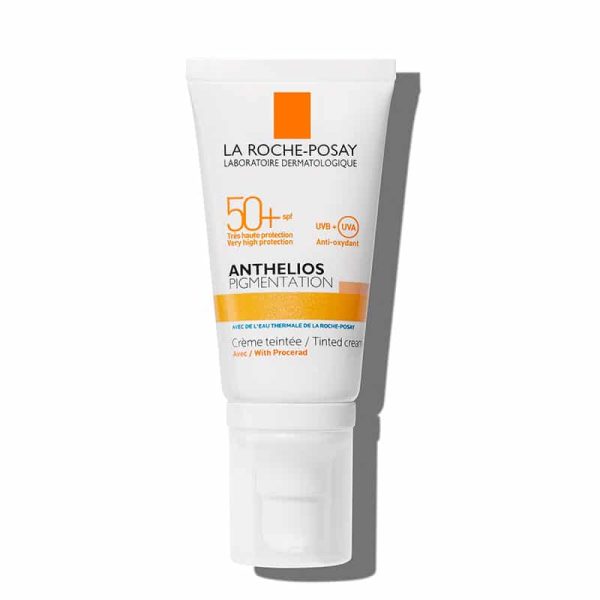 LA ROCHE-POSAY
LABORATOIRE DERMATOLOGIQUE
50+ spf
Très haute protection
Very high protection
UVB + UVA
Anti-oxydant
ANTHELIOS
PIGMENTATION
AVEC DE L'EAU THERMALE DE LA ROCHE-POSAY
Crème teintée / Tinted cream
Avec / With Procerad